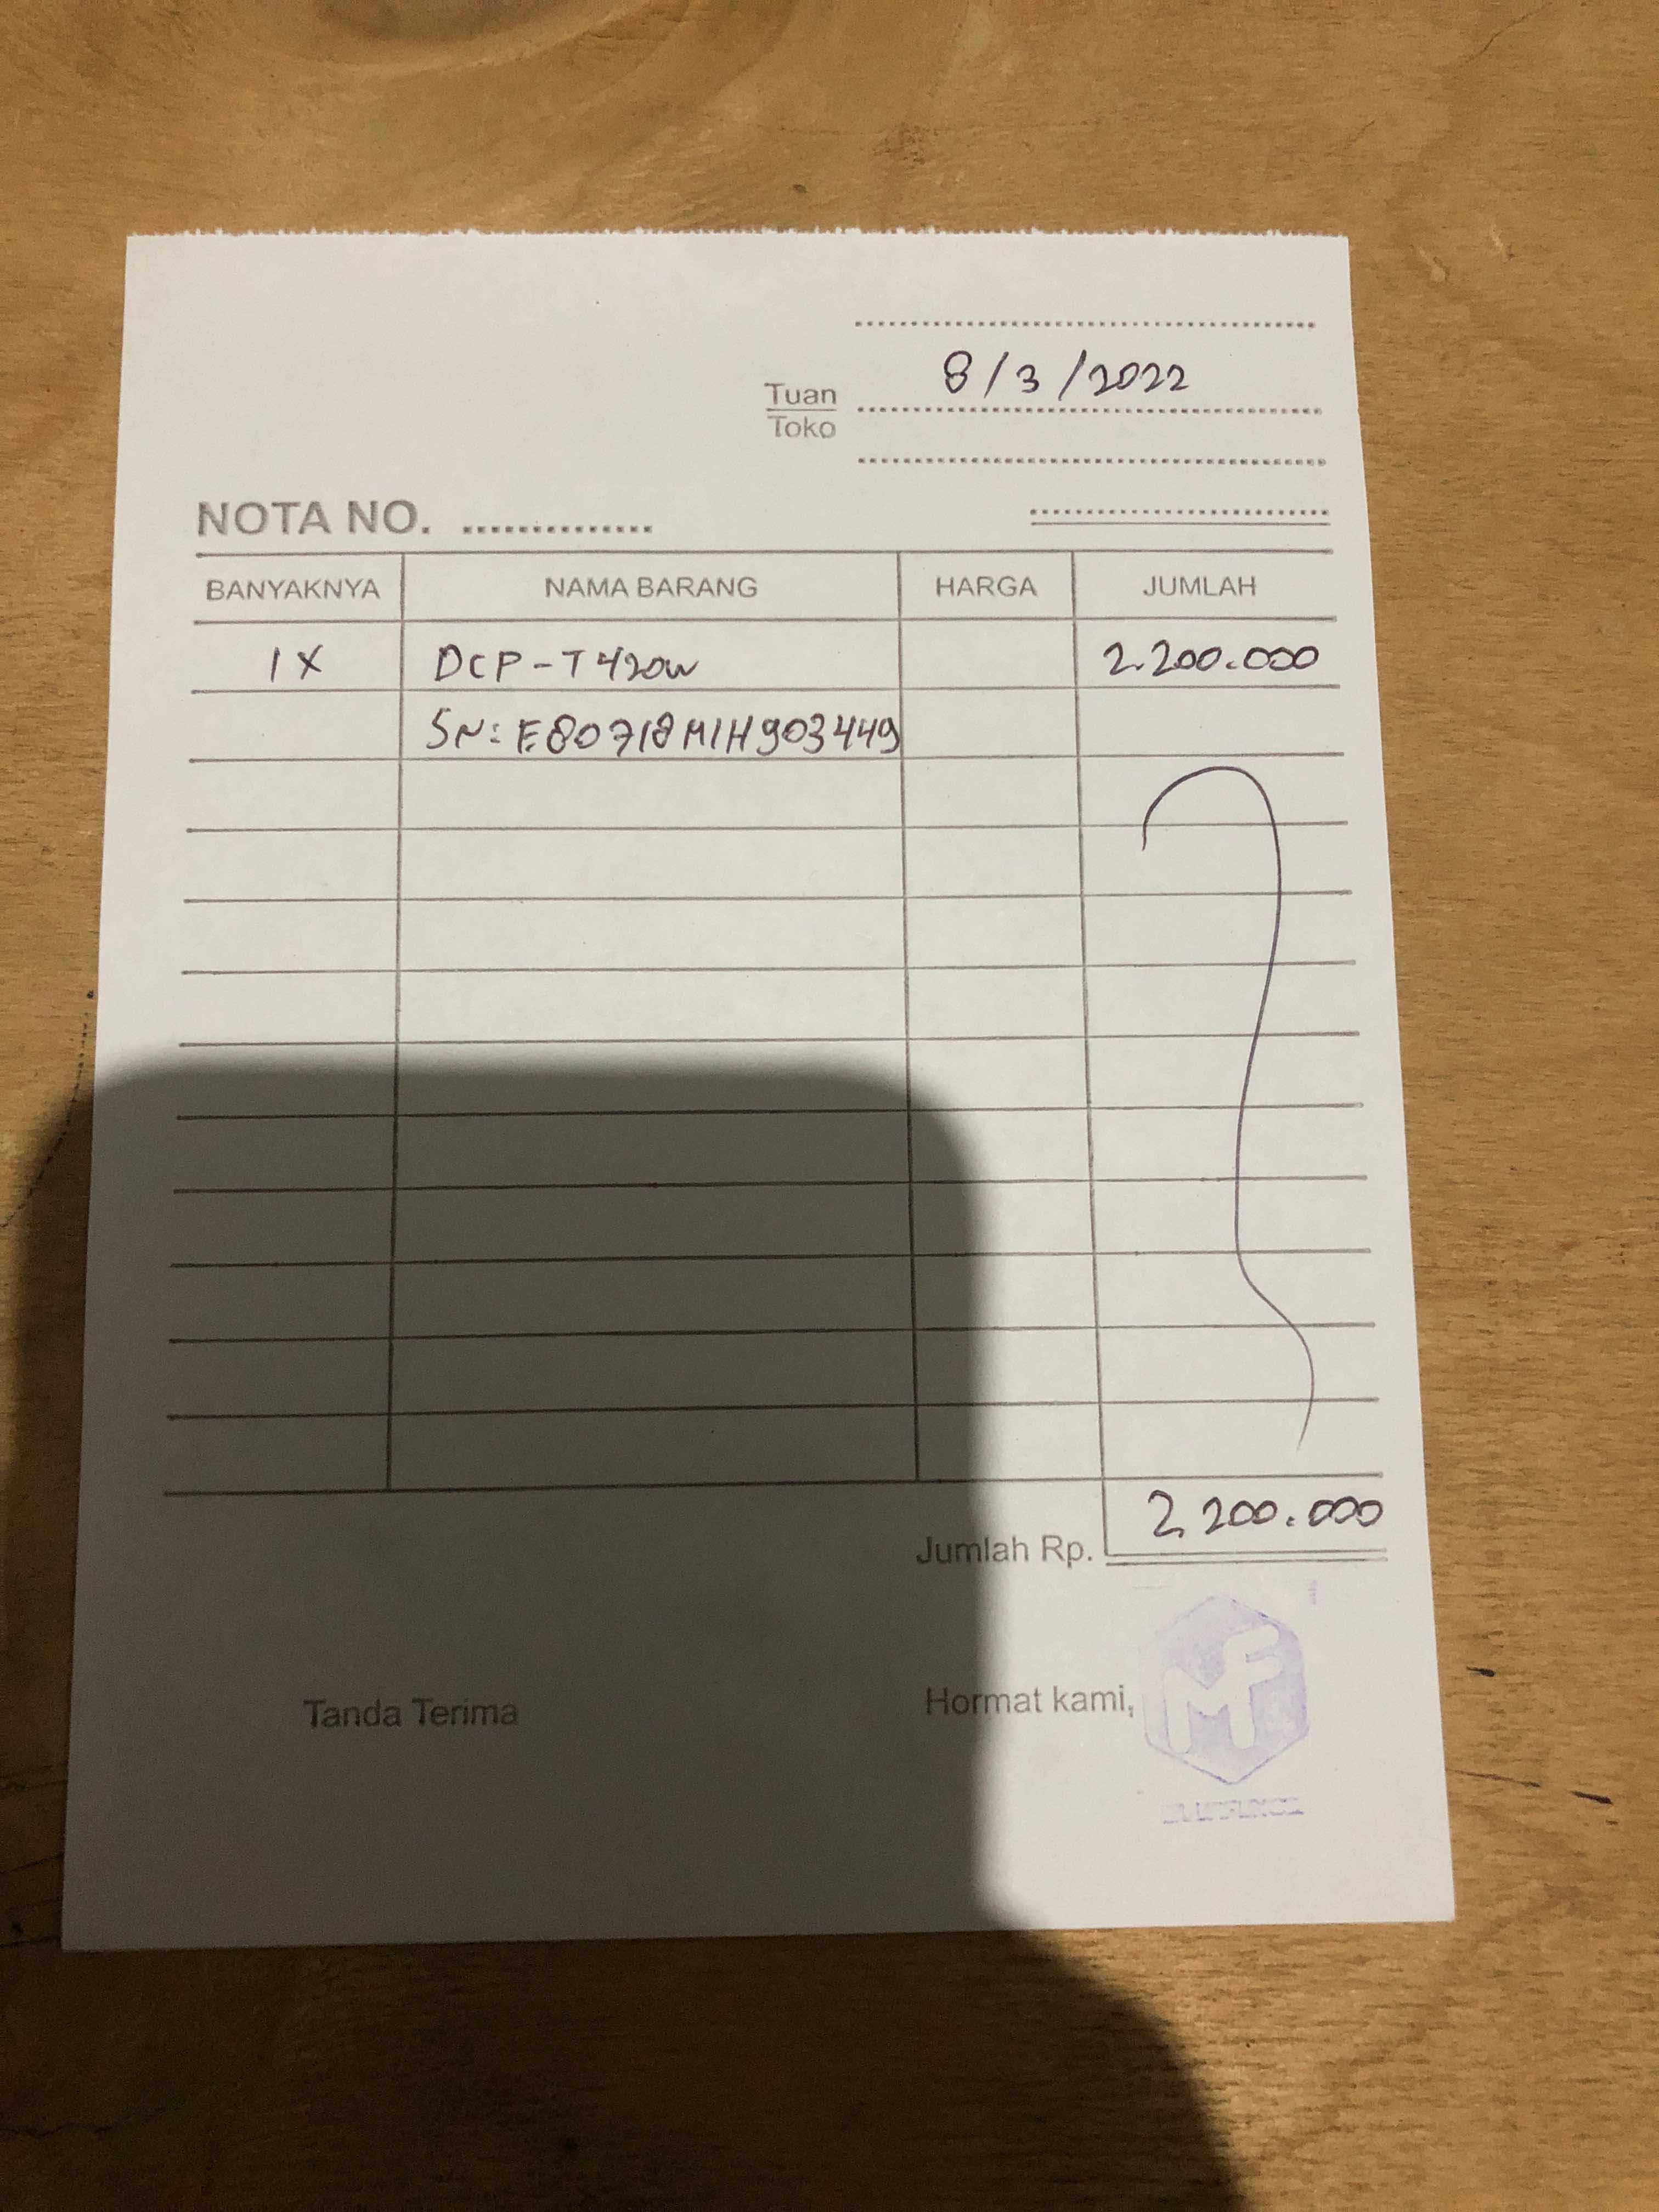 8/3/2022
Tuan
Toko
NOTA NO. ..............
BANYAKNYA NAMA BARANG HARGA JUMLAH
1X DCP-T420W 2.200.000
SN: E80718M1H903449
Jumlah Rp. 2.200.000
Tanda Terima Hormat kami,
MF